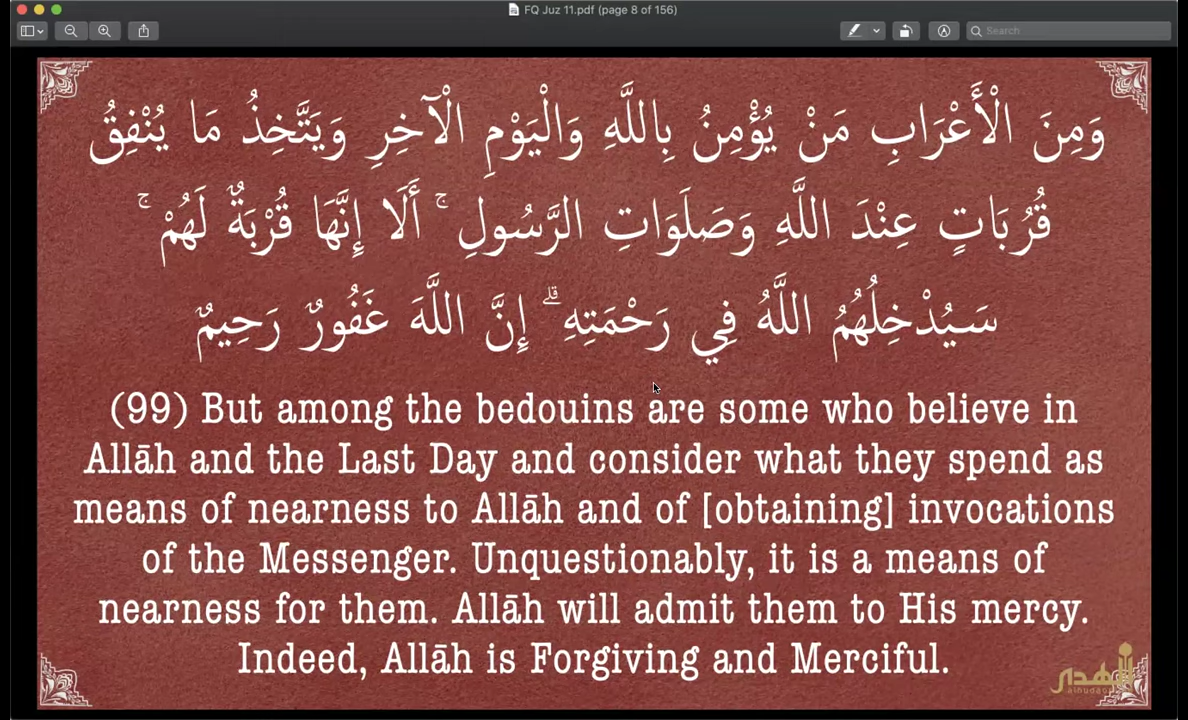 FQ Juz 11.pdf (page 8 of 156)
Search
وَمِنَ الْأَعْرَابِ مَنْ يُؤْمِنُ بِاللَّهِ وَالْيَوْمِ الْآخِرِ وَيَتَّخِذُ مَا يُنْفِقُ
قُرُبَاتٍ عِنْدَ اللَّهِ وَصَلَوَاتِ الرَّسُولِ ۚ أَلَا إِنَّهَا قُرْبَةٌ لَهُمْ ۚ
سَيُدْخِلُهُمُ اللَّهُ فِي رَحْمَتِهِ ۗ إِنَّ اللَّهَ غَفُورٌ رَحِيمٌ
(99) But among the bedouins are some who believe in
Allāh and the Last Day and consider what they spend as
means of nearness to Allāh and of [obtaining] invocations
of the Messenger. Unquestionably, it is a means of
nearness for them. Allāh will admit them to His mercy.
Indeed, Allāh is Forgiving and Merciful.
الهدى